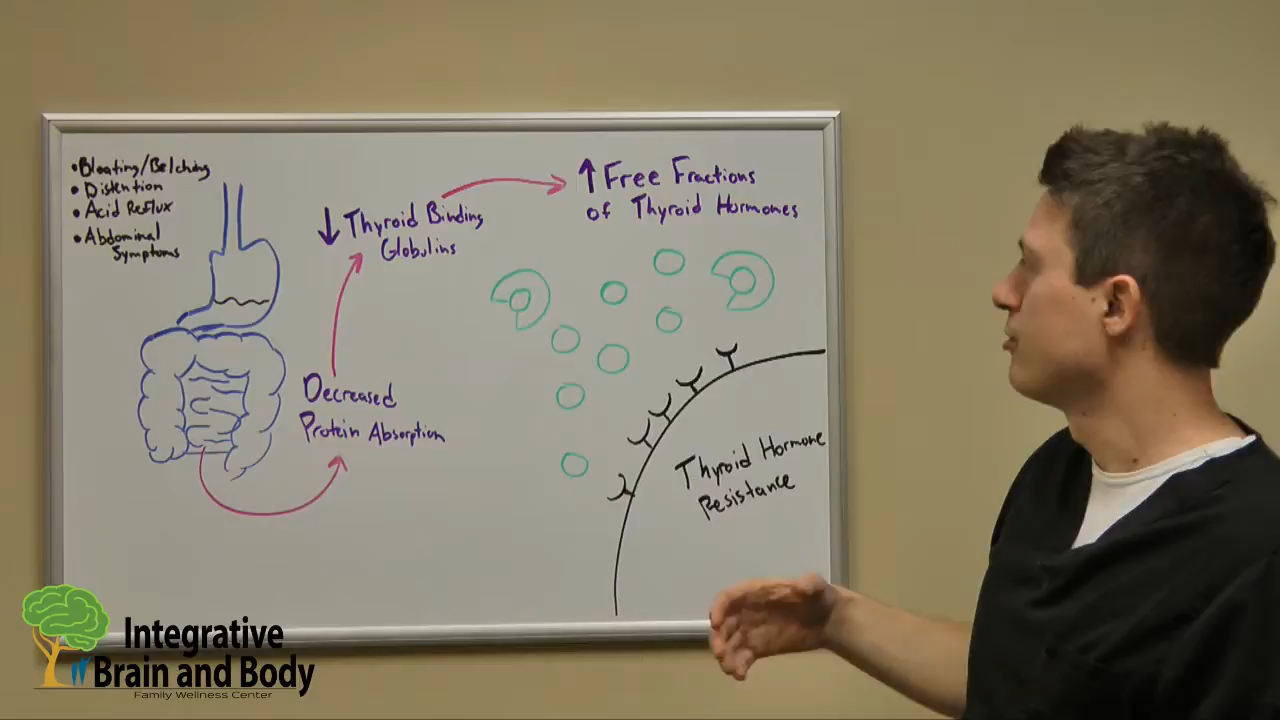 • Bloating/Belching
• Distention
• Acid Reflux
• Abdominal
Symptoms
↓ Thyroid Binding
Globulins
↑ Free Fractions
of Thyroid Hormones
Decreased
Protein Absorption
Thyroid Hormone
Resistance
Integrative
Brain and Body
Family Wellness Center